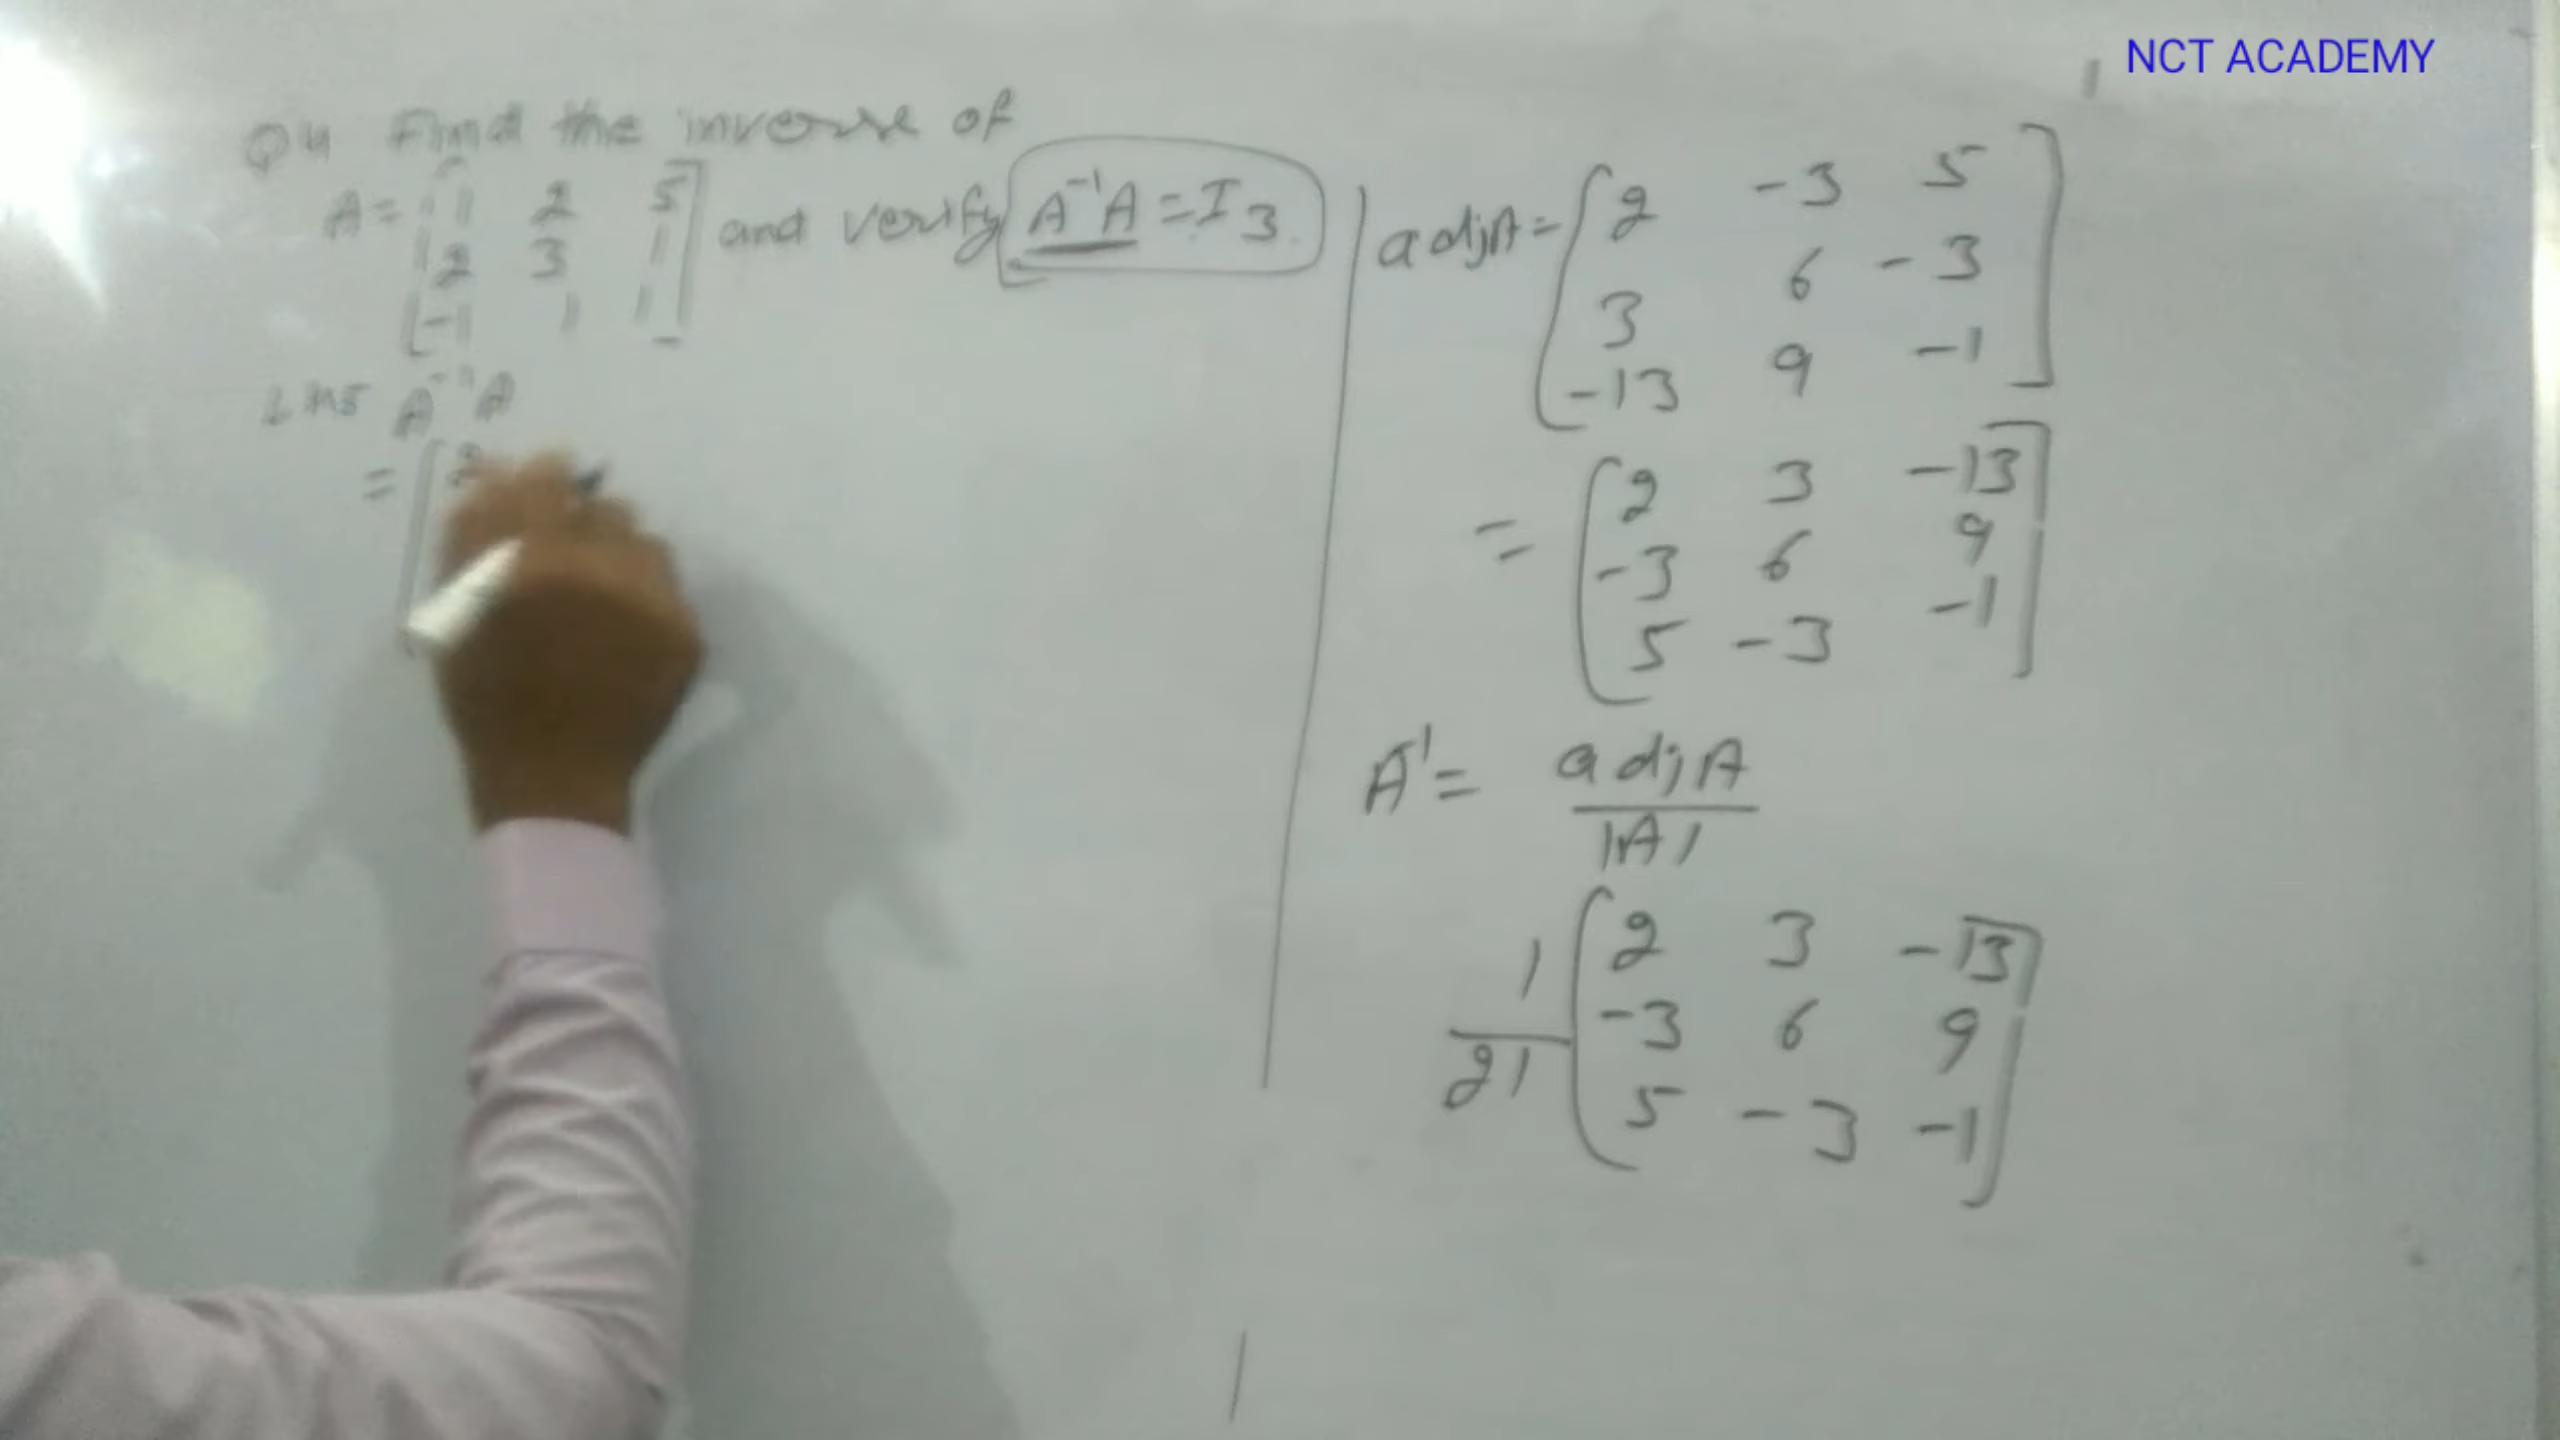 NCT ACADEMY
Q4 Find the inverse of
A = [ 1 2 5 ] and verify A⁻¹A = I3
2 3 1
-1 1 1
LHS A⁻¹A
= [ 2
adjA = [ 2 -3 5 ]
3 6 -3
-13 9 -1
= [ 2 3 -13 ]
-3 6 9
5 -3 -1
A⁻¹ = adjA
|A|
1 [ 2 3 -13 ]
21 -3 6 9
5 -3 -1